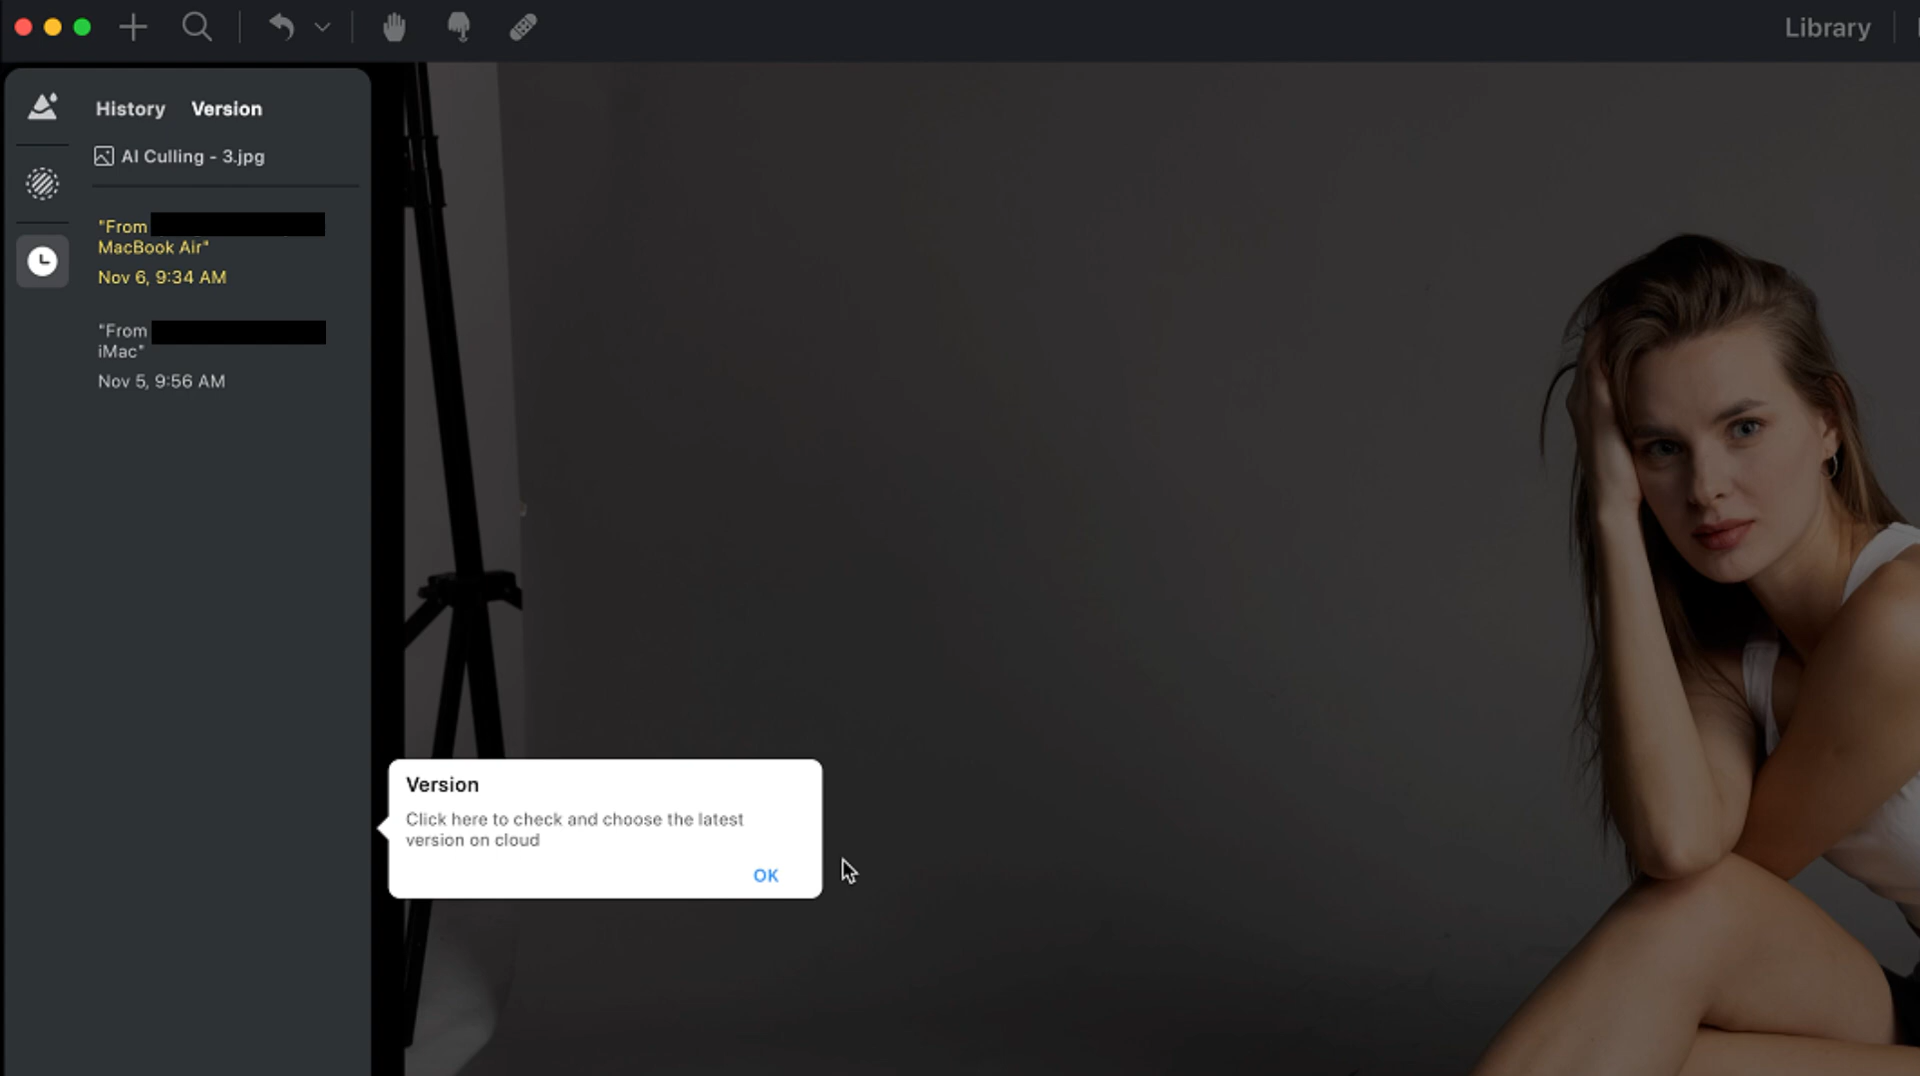 Library
History Version
AI Culling - 3.jpg
"From
MacBook Air"
Nov 6, 9:34 AM
"From
iMac"
Nov 5, 9:56 AM
Version
Click here to check and choose the latest
version on cloud
OK